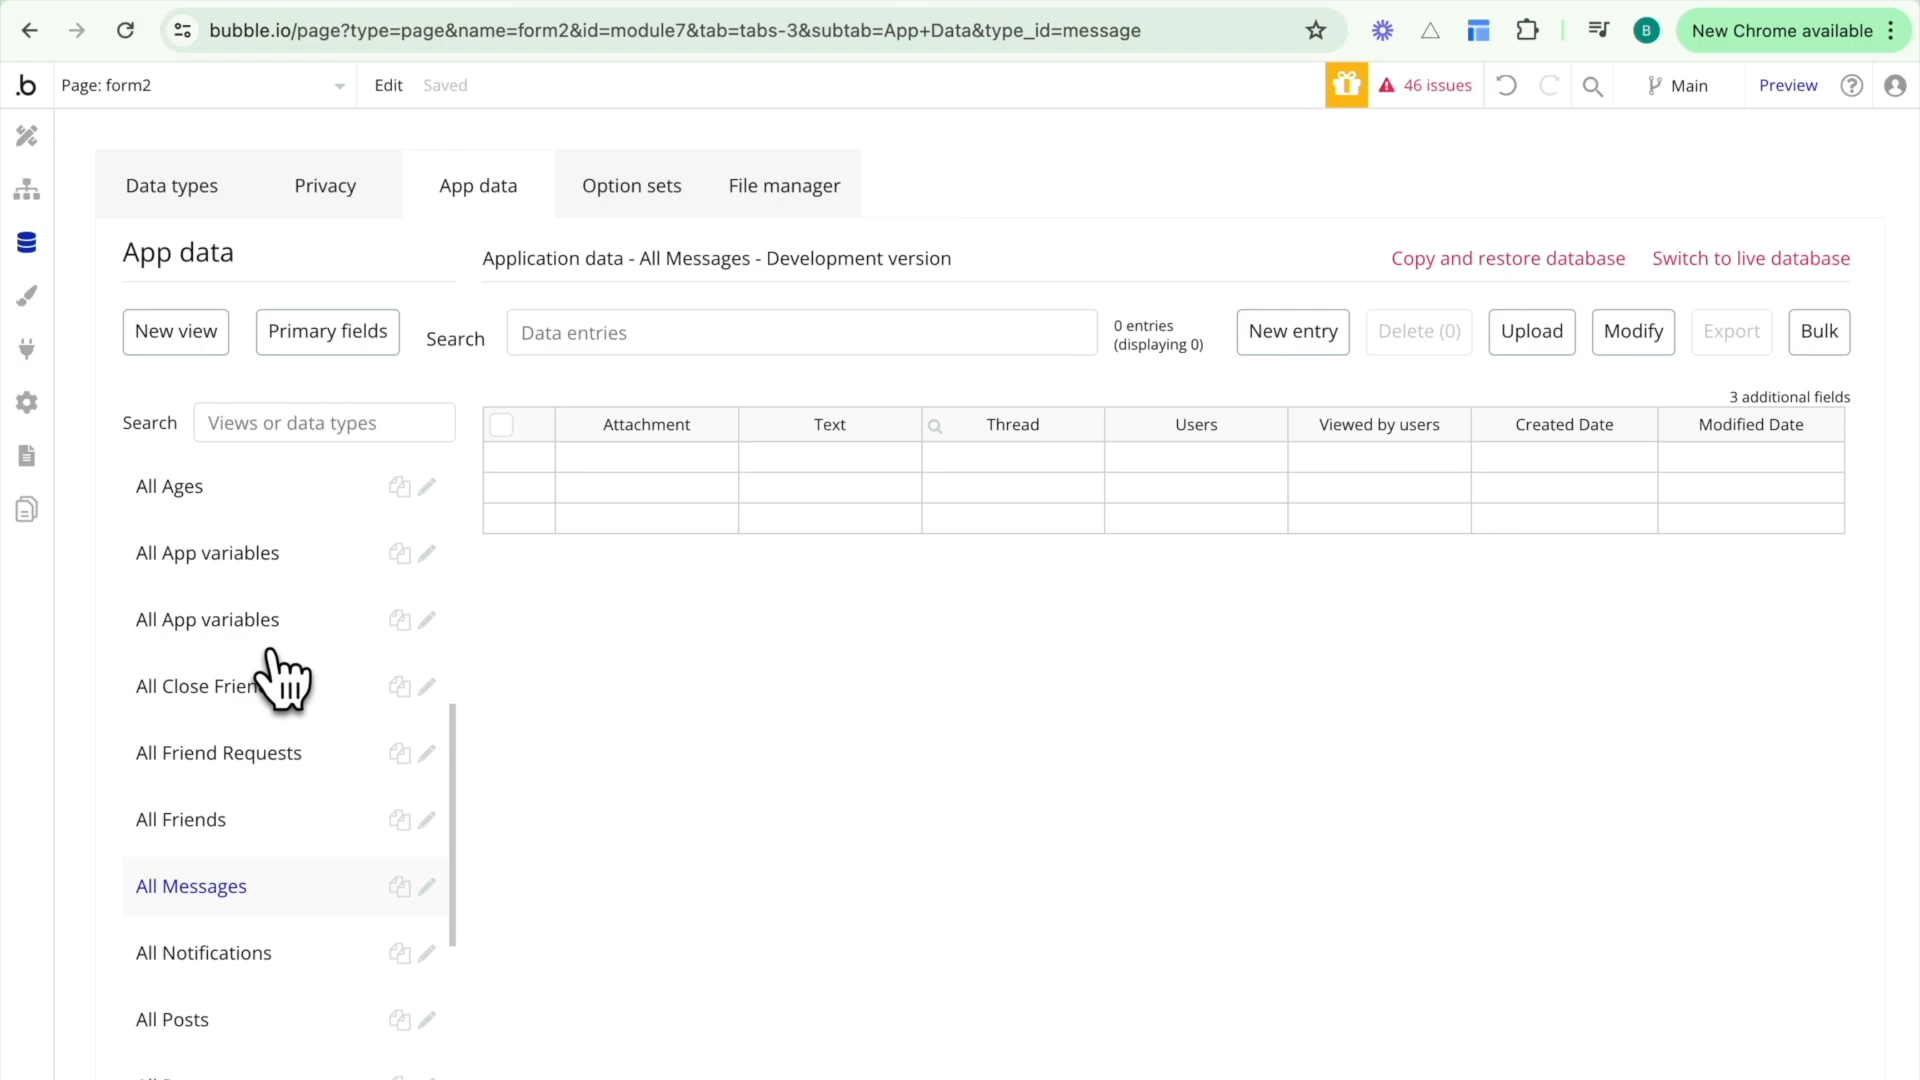 bubble.io/page?type=page&name=form2&id=module7&tab=tabs-3&subtab=App+Data&type_id=message
B
New Chrome available
.b
Page: form2
Edit
Saved
46 issues
Main
Preview
?
Data types
Privacy
App data
Option sets
File manager
App data
Application data - All Messages - Development version
Copy and restore database
Switch to live database
New view
Primary fields
Search
Data entries
0 entries
(displaying 0)
New entry
Delete (0)
Upload
Modify
Export
Bulk
3 additional fields
Search
Views or data types
Attachment
Text
Thread
Users
Viewed by users
Created Date
Modified Date
All Ages
All App variables
All App variables
All Close Frien
All Friend Requests
All Friends
All Messages
All Notifications
All Posts